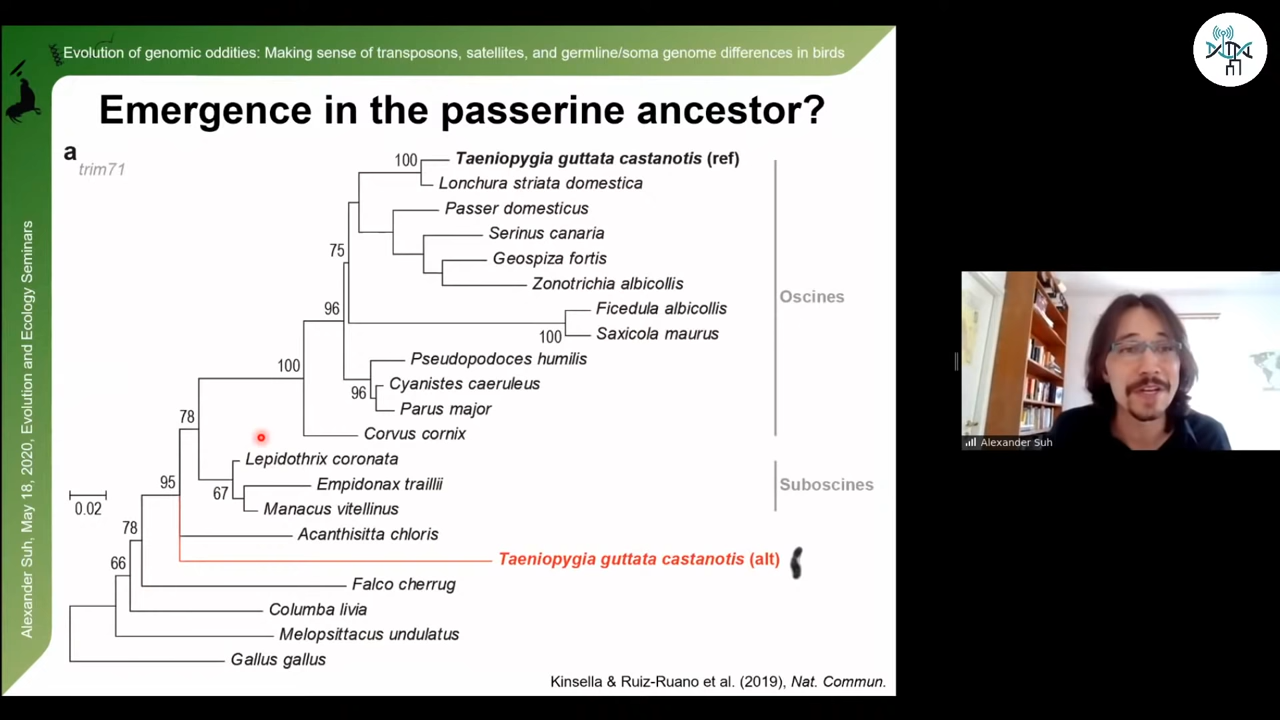 Evolution of genomic oddities: Making sense of transposons, satellites, and germline/soma genome differences in birds
Emergence in the passerine ancestor?
a
trim71
100
Taeniopygia guttata castanotis (ref)
Lonchura striata domestica
Passer domesticus
75
Serinus canaria
Geospiza fortis
Zonotrichia albicollis
96
Ficedula albicollis
100
Saxicola maurus
Oscines
100
Pseudopodoces humilis
96
Cyanistes caeruleus
Parus major
78
Corvus cornix
Lepidothrix coronata
95
67
Empidonax traillii
Suboscines
0.02
Manacus vitellinus
78
Acanthisitta chloris
66
Taeniopygia guttata castanotis (alt)
Falco cherrug
Columba livia
Melopsittacus undulatus
Gallus gallus
Kinsella & Ruiz-Ruano et al. (2019), Nat. Commun.
Alexander Suh, May 18, 2020, Evolution and Ecology Seminars
Alexander Suh